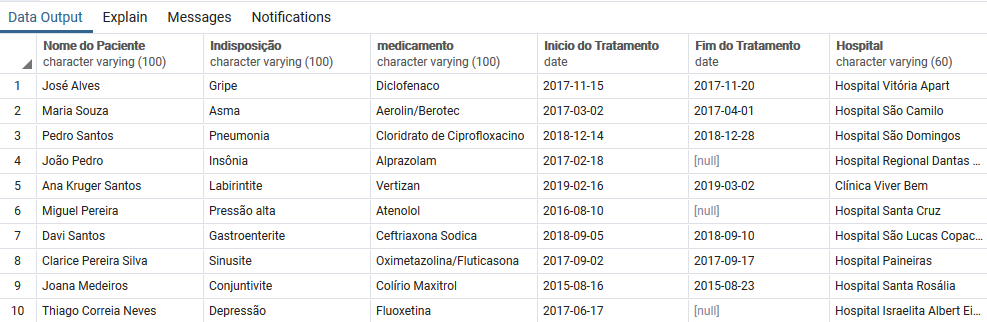 Data Output Explain Messages Notifications
Nome do Paciente Indisposição medicamento Inicio do Tratamento Fim do Tratamento Hospital
character varying (100) character varying (100) character varying (100) date date character varying (60)
1 José Alves Gripe Diclofenaco 2017-11-15 2017-11-20 Hospital Vitória Apart
2 Maria Souza Asma Aerolin/Berotec 2017-03-02 2017-04-01 Hospital São Camilo
3 Pedro Santos Pneumonia Cloridrato de Ciprofloxacino 2018-12-14 2018-12-28 Hospital São Domingos
4 João Pedro Insônia Alprazolam 2017-02-18 [null] Hospital Regional Dantas ...
5 Ana Kruger Santos Labirintite Vertizan 2019-02-16 2019-03-02 Clínica Viver Bem
6 Miguel Pereira Pressão alta Atenolol 2016-08-10 [null] Hospital Santa Cruz
7 Davi Santos Gastroenterite Ceftriaxona Sodica 2018-09-05 2018-09-10 Hospital São Lucas Copac...
8 Clarice Pereira Silva Sinusite Oximetazolina/Fluticasona 2017-09-02 2017-09-17 Hospital Paineiras
9 Joana Medeiros Conjuntivite Colírio Maxitrol 2015-08-16 2015-08-23 Hospital Santa Rosália
10 Thiago Correia Neves Depressão Fluoxetina 2017-06-17 [null] Hospital Israelita Albert Ei...